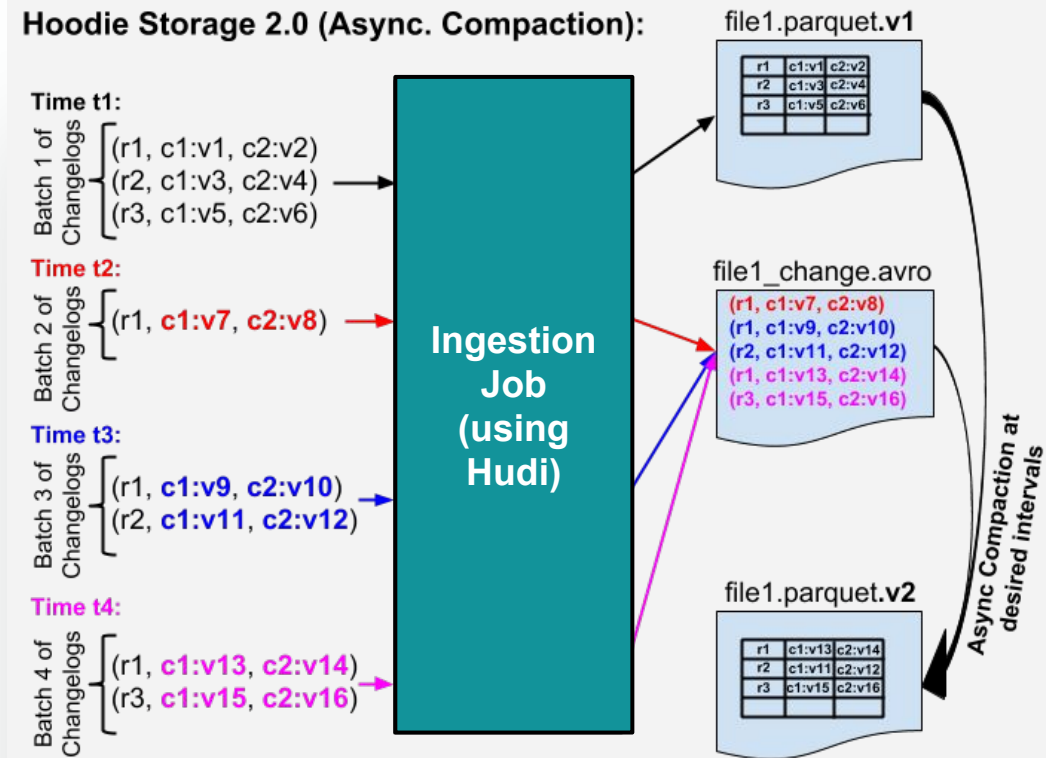 Hoodie Storage 2.0 (Async. Compaction):
Time t1:
Batch 1 of
Changelogs
(r1, c1:v1, c2:v2)
(r2, c1:v3, c2:v4)
(r3, c1:v5, c2:v6)
Time t2:
Batch 2 of
Changelogs
(r1, c1:v7, c2:v8)
Time t3:
Batch 3 of
Changelogs
(r1, c1:v9, c2:v10)
(r2, c1:v11, c2:v12)
Time t4:
Batch 4 of
Changelogs
(r1, c1:v13, c2:v14)
(r3, c1:v15, c2:v16)
Ingestion
Job
(using
Hudi)
file1.parquet.v1
r1 c1:v1 c2:v2
r2 c1:v3 c2:v4
r3 c1:v5 c2:v6
file1_change.avro
(r1, c1:v7, c2:v8)
(r1, c1:v9, c2:v10)
(r2, c1:v11, c2:v12)
(r1, c1:v13, c2:v14)
(r3, c1:v15, c2:v16)
Async Compaction at
desired intervals
file1.parquet.v2
r1 c1:v13 c2:v14
r2 c1:v11 c2:v12
r3 c1:v15 c2:v16